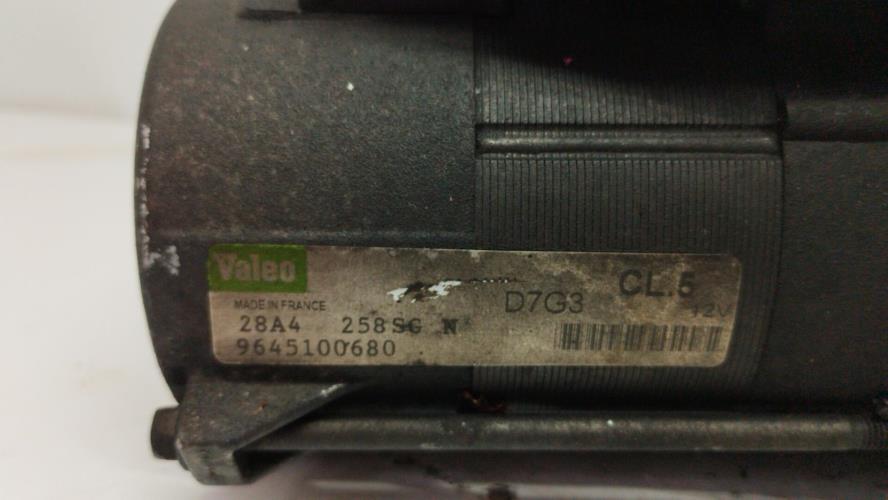 Valeo
MADE IN FRANCE
D7G3 CL.5
28A4 258SG N 12V
9645100680